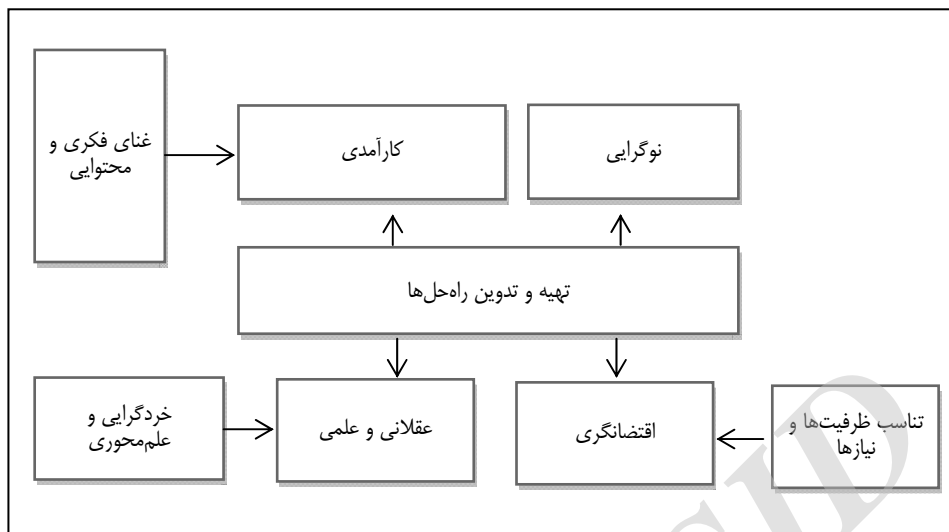 غنای فکری و
محتوایی
کارآمدی
نوگرایی
تهیه و تدوین راه‌حل‌ها
خردگرایی و
علم‌محوری
عقلانی و علمی
اقتضانگری
تناسب ظرفیت‌ها و
نیازها
SID